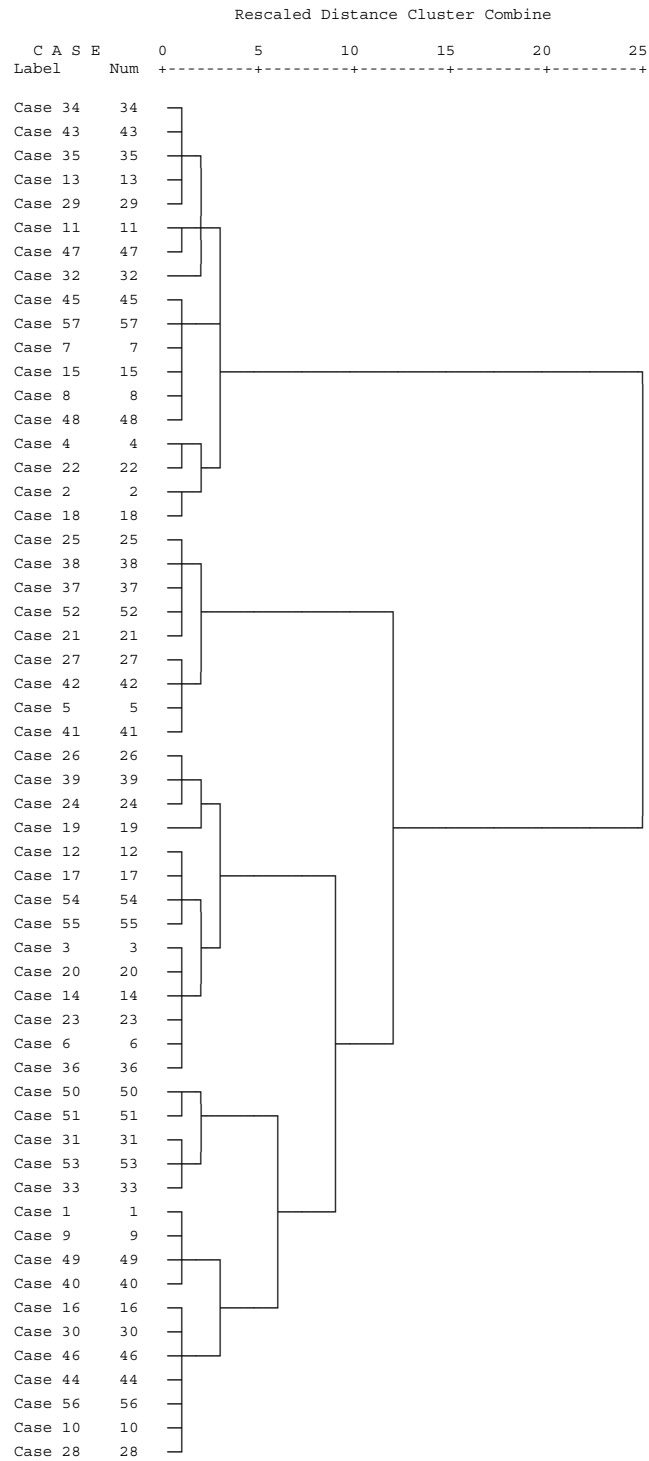 Rescaled Distance Cluster Combine
C A S E 0 5 10 15 20 25
Label Num +---------+---------+---------+---------+---------+
Case 34 34
Case 43 43
Case 35 35
Case 13 13
Case 29 29
Case 11 11
Case 47 47
Case 32 32
Case 45 45
Case 57 57
Case 7 7
Case 15 15
Case 8 8
Case 48 48
Case 4 4
Case 22 22
Case 2 2
Case 18 18
Case 25 25
Case 38 38
Case 37 37
Case 52 52
Case 21 21
Case 27 27
Case 42 42
Case 5 5
Case 41 41
Case 26 26
Case 39 39
Case 24 24
Case 19 19
Case 12 12
Case 17 17
Case 54 54
Case 55 55
Case 3 3
Case 20 20
Case 14 14
Case 23 23
Case 6 6
Case 36 36
Case 50 50
Case 51 51
Case 31 31
Case 53 53
Case 33 33
Case 1 1
Case 9 9
Case 49 49
Case 40 40
Case 16 16
Case 30 30
Case 46 46
Case 44 44
Case 56 56
Case 10 10
Case 28 28